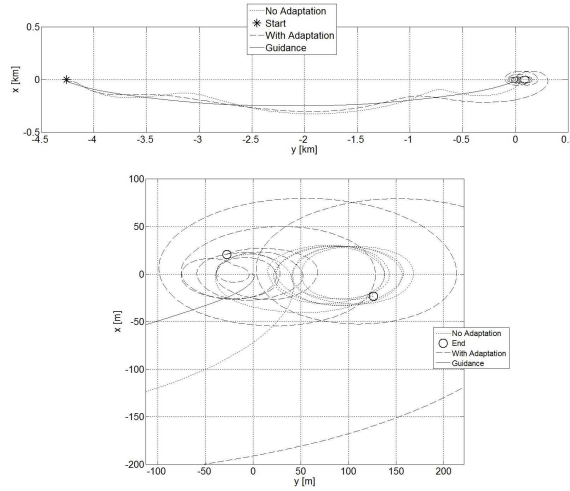 No Adaptation
Start
With Adaptation
Guidance
0.5
0
-0.5
x [km]
-4.5 -4 -3.5 -3 -2.5 -2 -1.5 -1 -0.5 0 0.
y [km]
100
50
0
-50
-100
-150
-200
x [m]
No Adaptation
End
With Adaptation
Guidance
-100 -50 0 50 100 150 200
y [m]